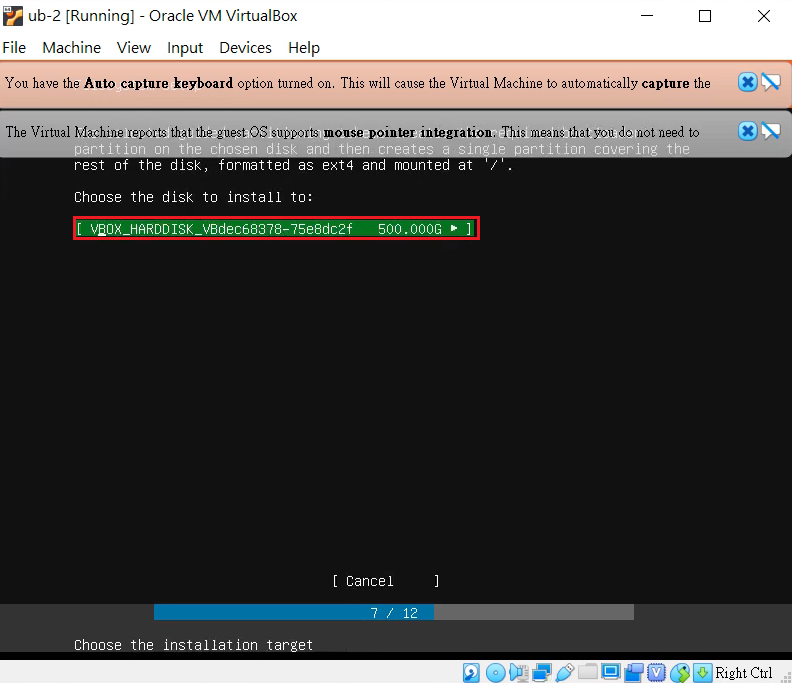 ub-2 [Running] - Oracle VM VirtualBox
File Machine View Input Devices Help
You have the Auto capture keyboard option turned on. This will cause the Virtual Machine to automatically capture the
The Virtual Machine reports that the guest OS supports mouse pointer integration. This means that you do not need to
partition on the chosen disk and then creates a single partition covering the
rest of the disk, formatted as ext4 and mounted at '/'.
Choose the disk to install to:
[ VBOX_HARDDISK_VBdec68378-75e8dc2f 500.000G ▸ ]
[ Cancel ]
7 / 12
Choose the installation target
Right Ctrl